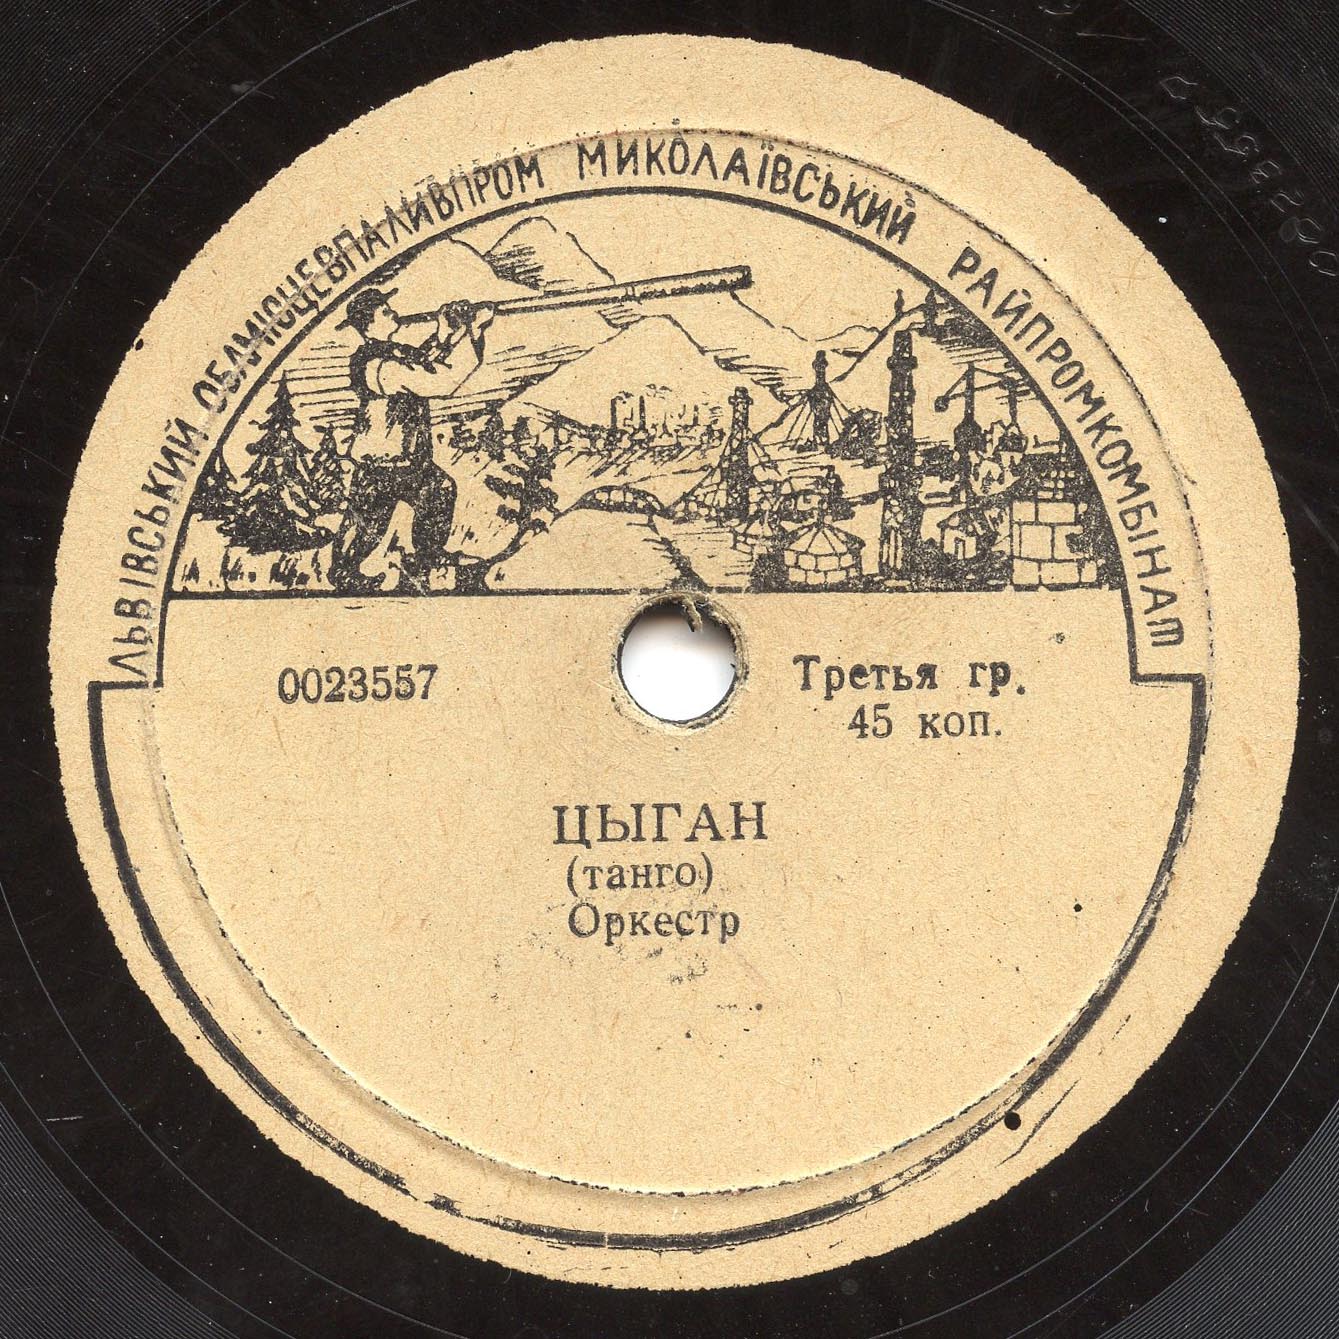 ЛЬВІВСЬКИЙ ОБЛМІСЦЕВПАЛИВПРОМ МИКОЛАЇВСЬКИЙ РАЙПРОМКОМБІНАТ
0023557
Третья гр.
45 коп.
ЦЫГАН
(танго)
Оркестр